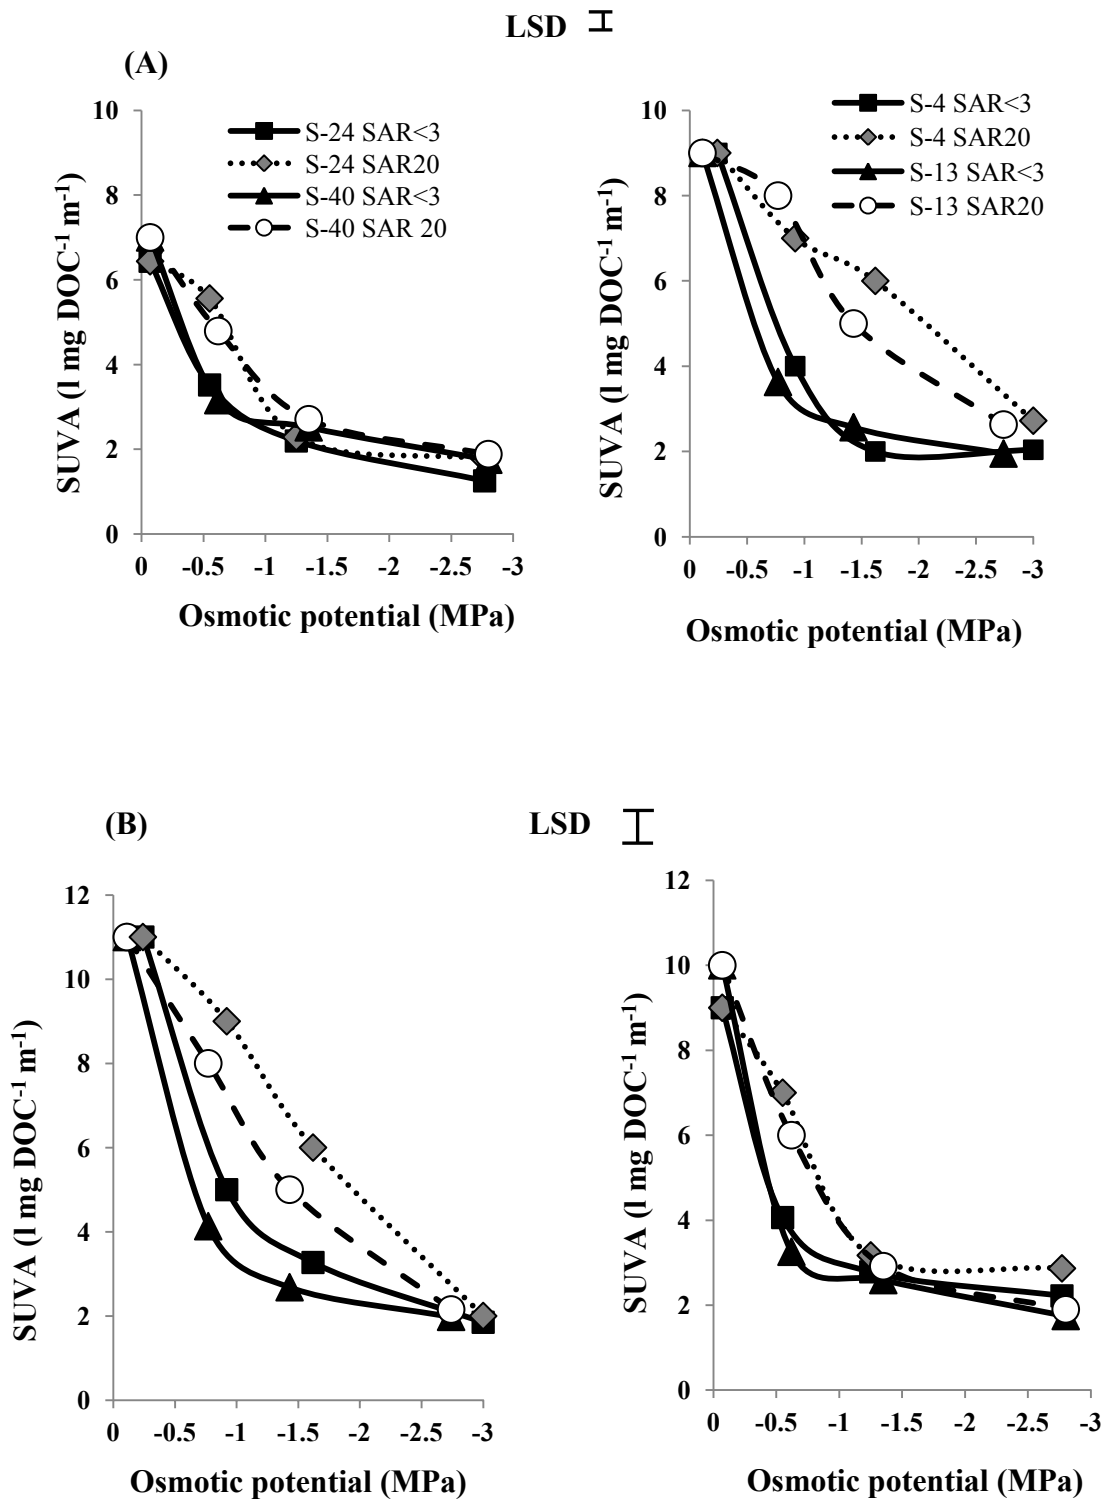 LSD
(A)
10
8
6
4
2
0
SUVA (l mg DOC⁻¹ m⁻¹)
S-24 SAR<3
S-24 SAR20
S-40 SAR<3
S-40 SAR 20
0 -0.5 -1 -1.5 -2 -2.5 -3
Osmotic potential (MPa)
10
8
6
4
2
0
SUVA (l mg DOC⁻¹ m⁻¹)
S-4 SAR<3
S-4 SAR20
S-13 SAR<3
S-13 SAR20
0 -0.5 -1 -1.5 -2 -2.5 -3
Osmotic potential (MPa)
(B)
LSD
12
10
8
6
4
2
0
SUVA (l mg DOC⁻¹ m⁻¹)
0 -0.5 -1 -1.5 -2 -2.5 -3
Osmotic potential (MPa)
12
10
8
6
4
2
0
SUVA (l mg DOC⁻¹ m⁻¹)
0 -0.5 -1 -1.5 -2 -2.5 -3
Osmotic potential (MPa)